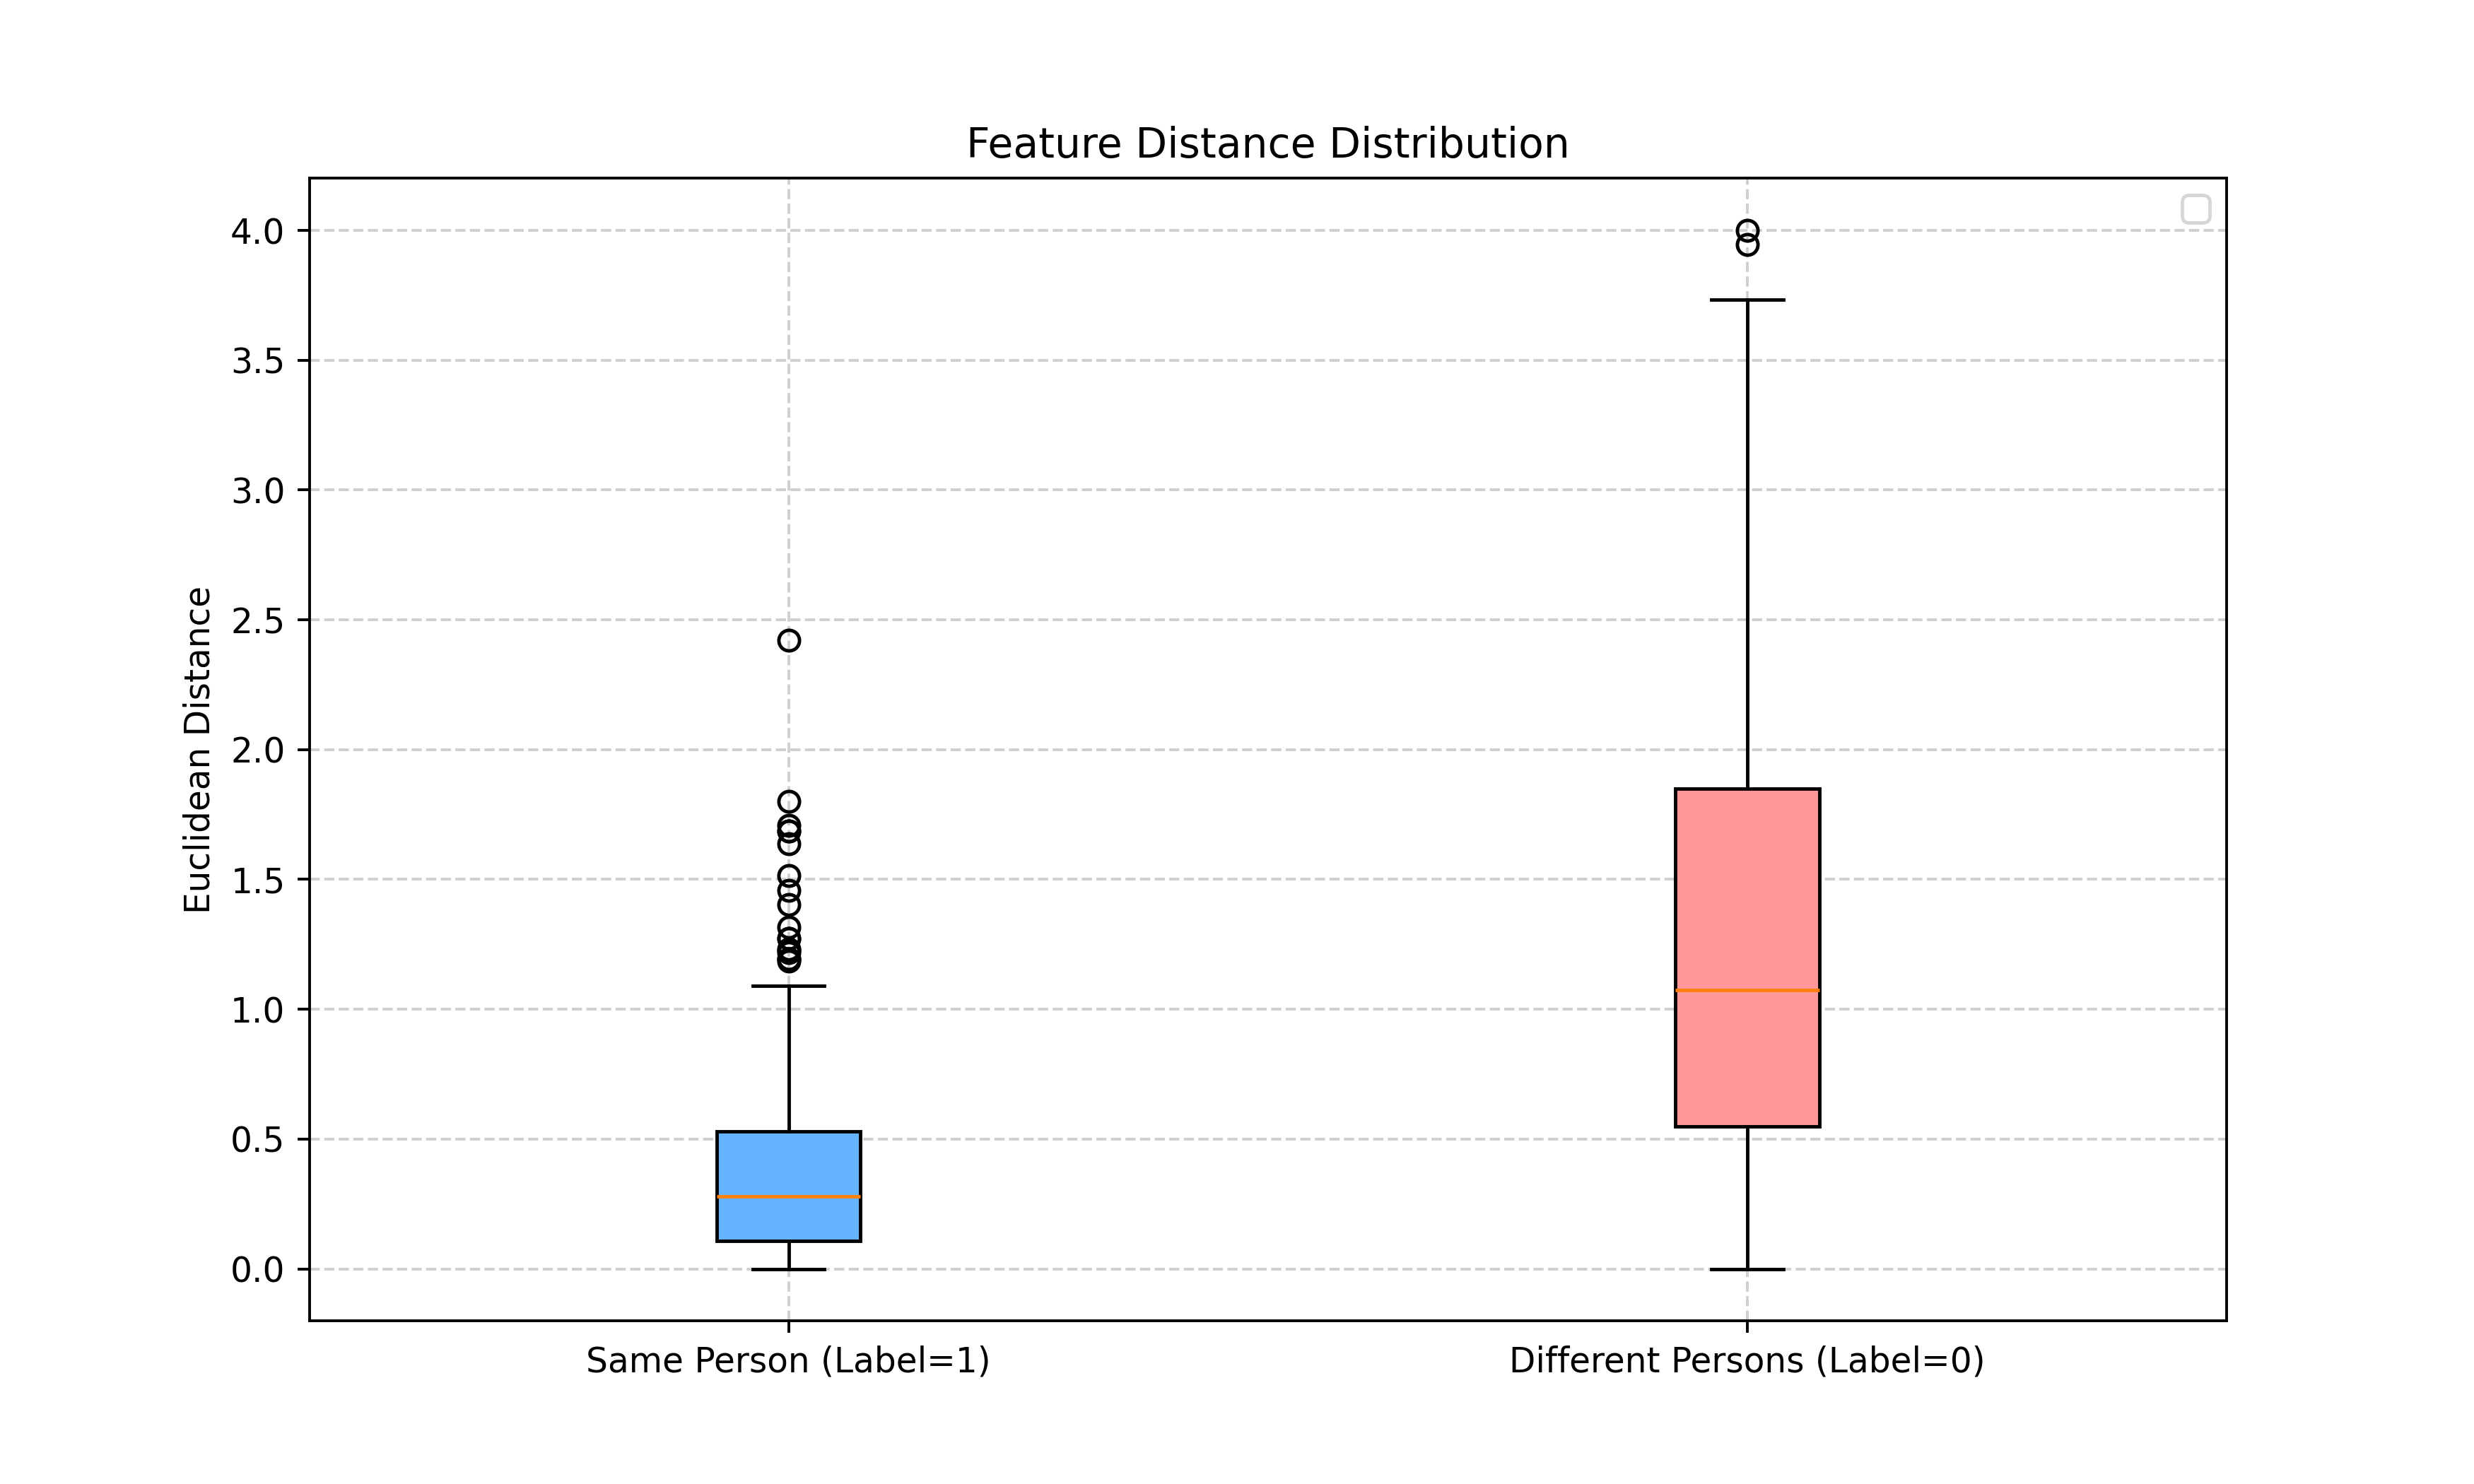 Feature Distance Distribution
Euclidean Distance
4.0
3.5
3.0
2.5
2.0
1.5
1.0
0.5
0.0
Same Person (Label=1)
Different Persons (Label=0)